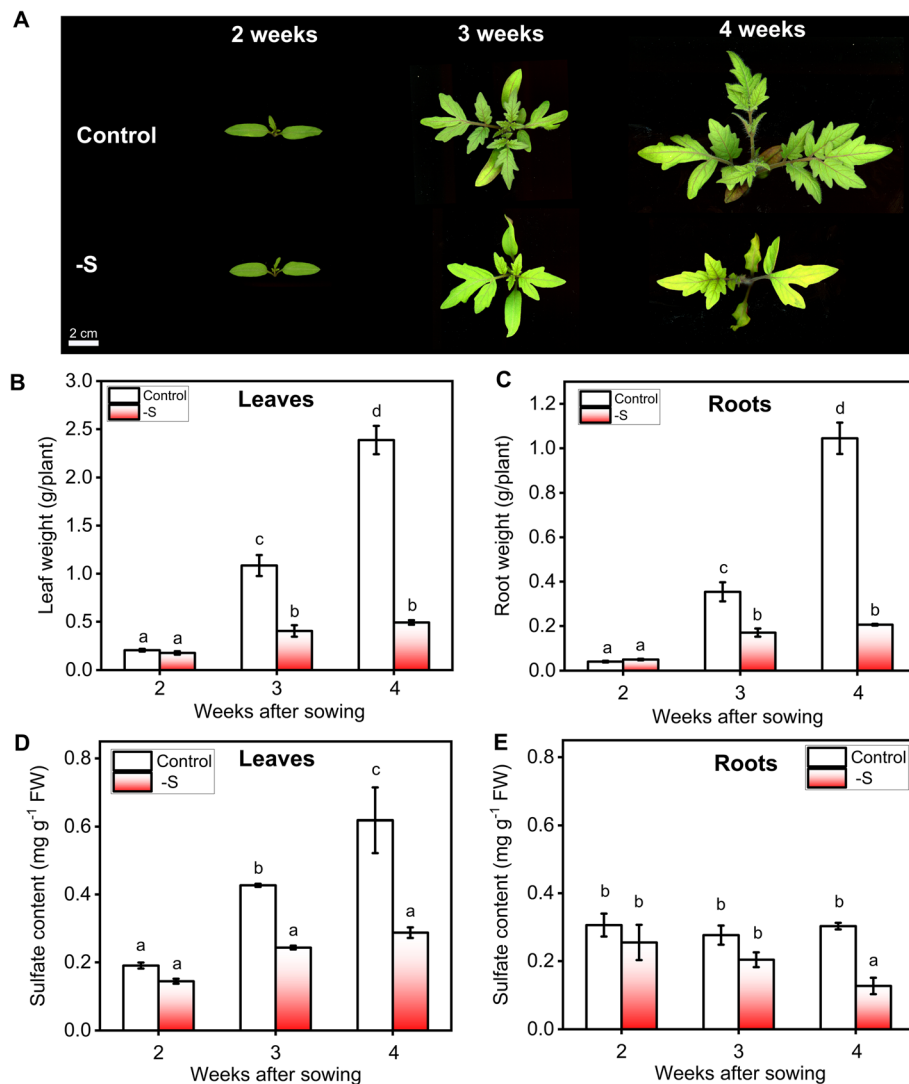 A
2 weeks 3 weeks 4 weeks
Control
-S
2 cm
B
Control
-S
Leaves
Leaf weight (g/plant)
3.0
2.5
2.0
1.5
1.0
0.5
0.0
a a c b d b
2 3 4
Weeks after sowing
C
Control
-S
Roots
Root weight (g/plant)
1.2
1.0
0.8
0.6
0.4
0.2
0.0
a a c b d b
2 3 4
Weeks after sowing
D
Control
-S
Leaves
Sulfate content (mg g⁻¹ FW)
0.8
0.6
0.4
0.2
0.0
a a b a c a
2 3 4
Weeks after sowing
E
Roots
Control
-S
Sulfate content (mg g⁻¹ FW)
0.8
0.6
0.4
0.2
0.0
b b b b b a
2 3 4
Weeks after sowing